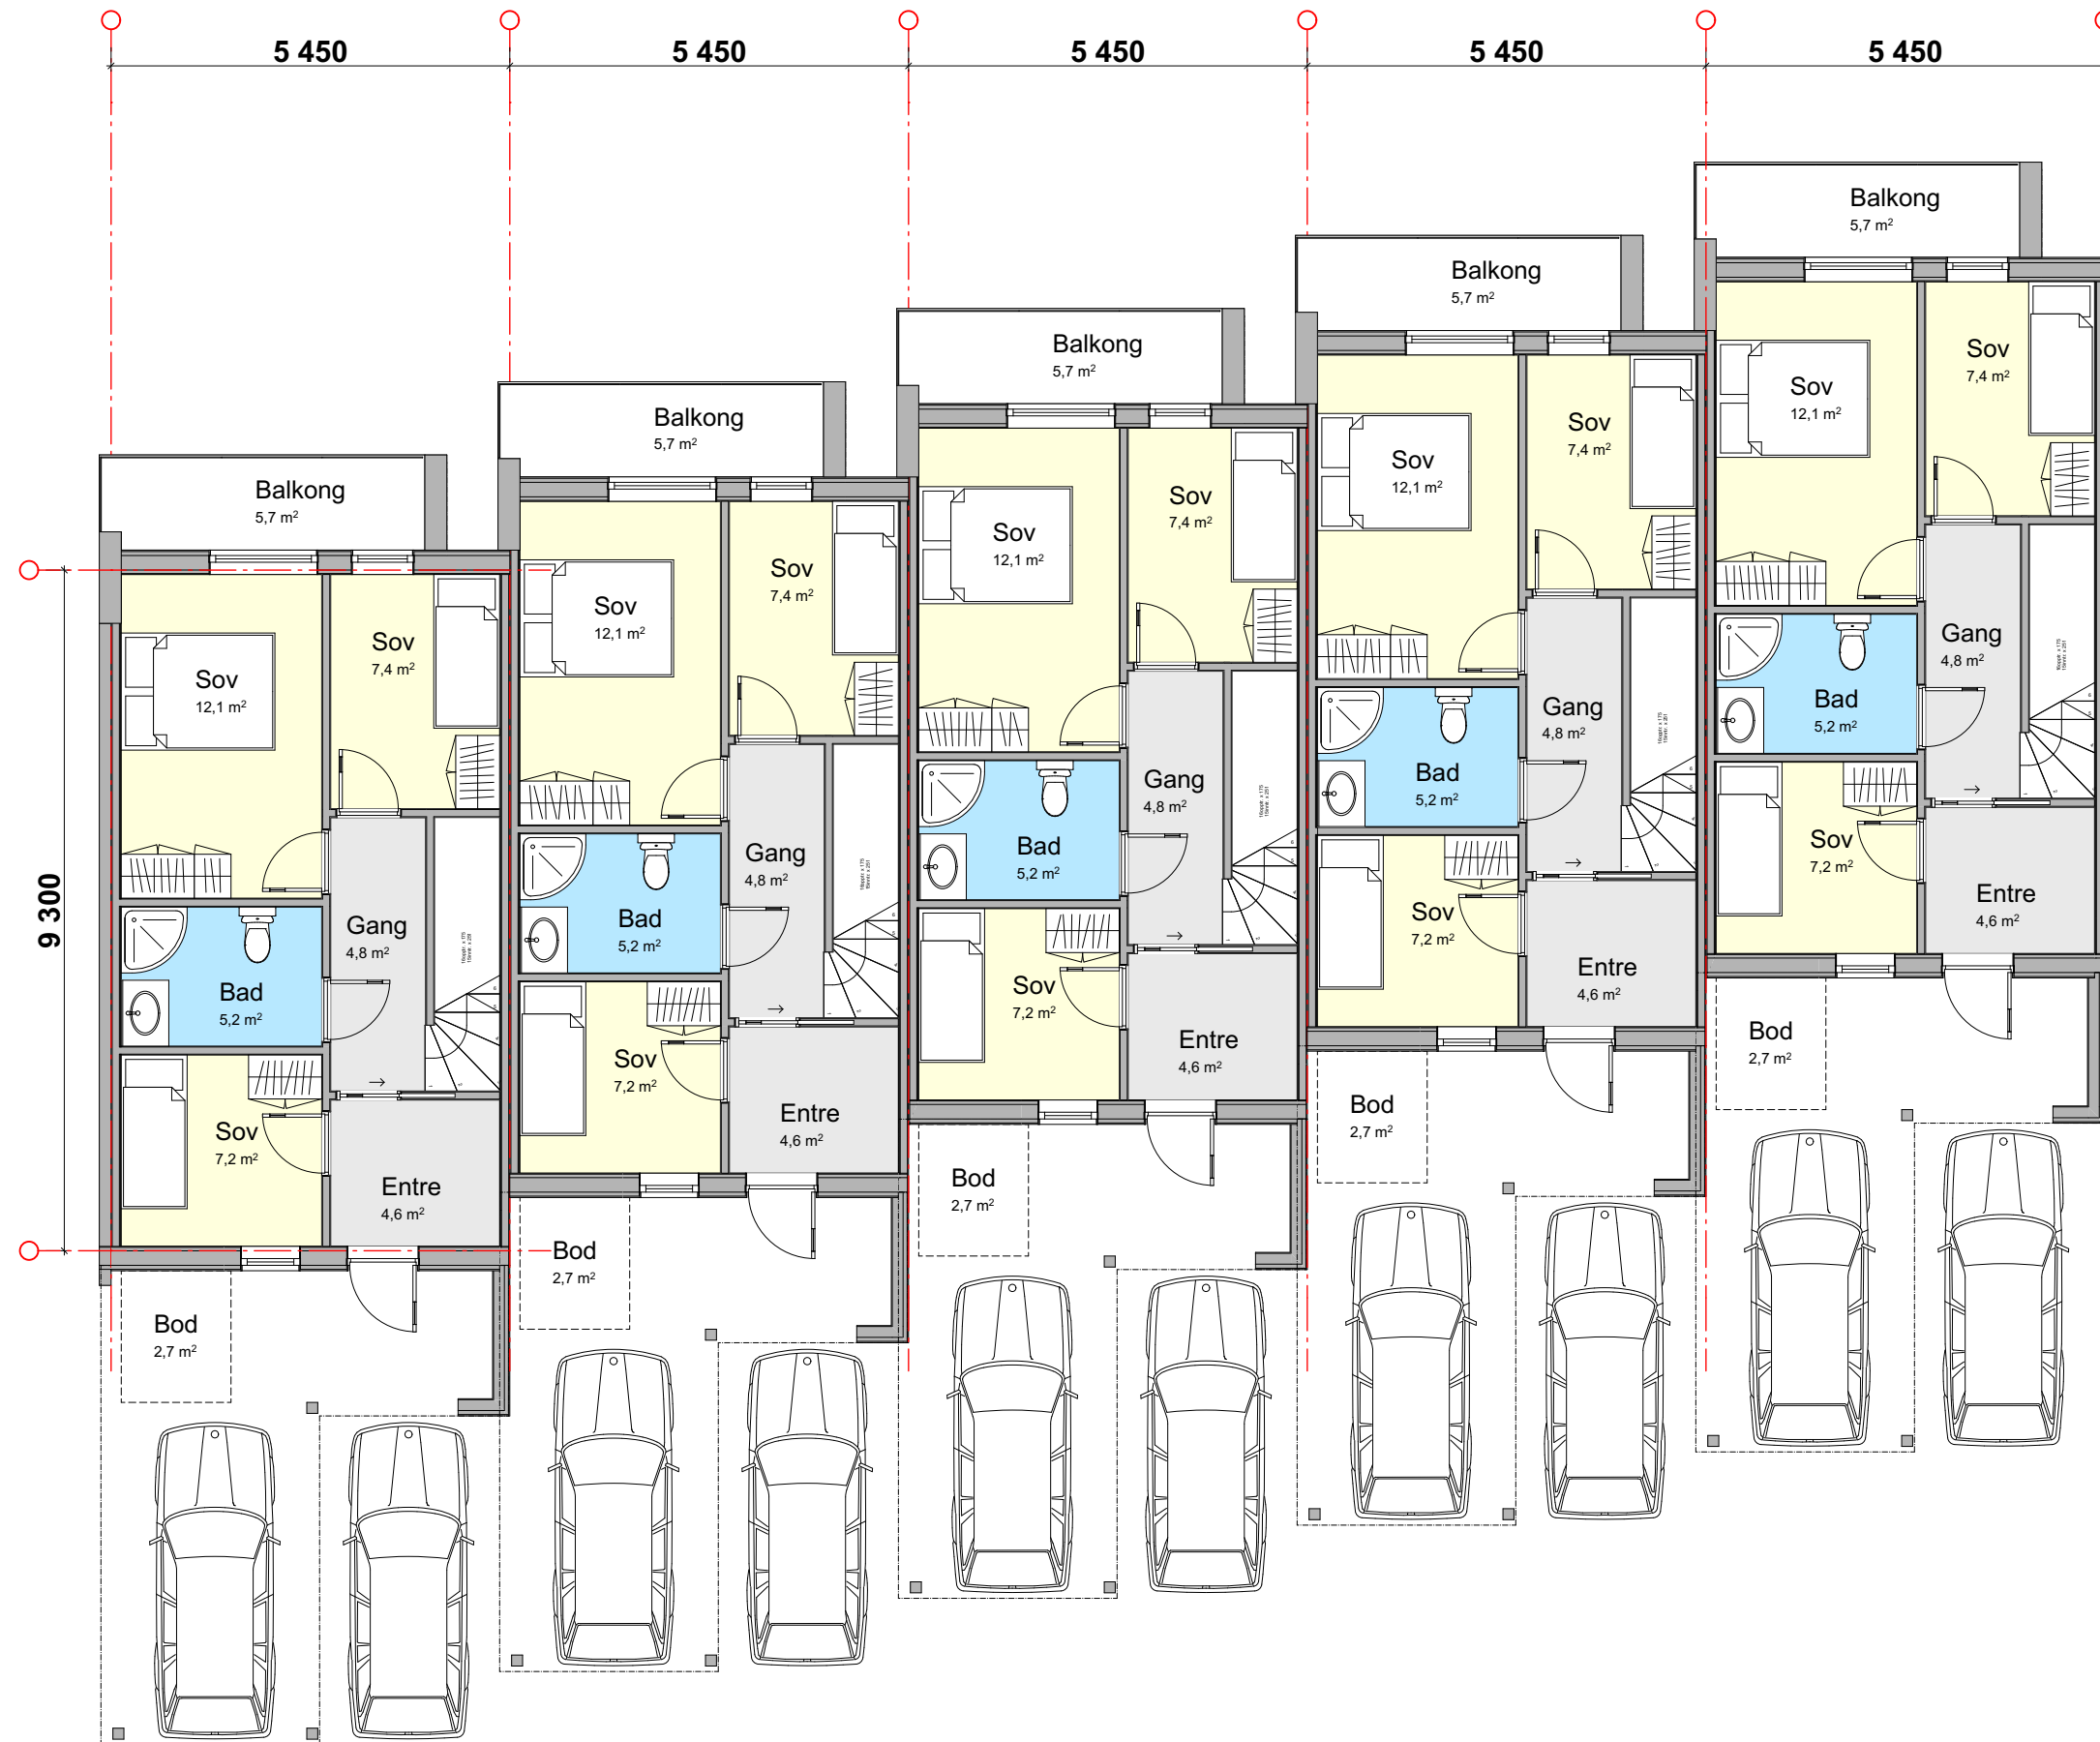 5 450
5 450
5 450
5 450
5 450
9 300
Balkong
5,7 m²
Sov
12,1 m²
Sov
7,4 m²
Gang
4,8 m²
Bad
5,2 m²
Sov
7,2 m²
Entre
4,6 m²
Bod
2,7 m²
Balkong
5,7 m²
Sov
12,1 m²
Sov
7,4 m²
Gang
4,8 m²
Bad
5,2 m²
Sov
7,2 m²
Entre
4,6 m²
Bod
2,7 m²
Balkong
5,7 m²
Sov
12,1 m²
Sov
7,4 m²
Gang
4,8 m²
Bad
5,2 m²
Sov
7,2 m²
Entre
4,6 m²
Bod
2,7 m²
Balkong
5,7 m²
Sov
12,1 m²
Sov
7,4 m²
Gang
4,8 m²
Bad
5,2 m²
Sov
7,2 m²
Entre
4,6 m²
Bod
2,7 m²
Balkong
5,7 m²
Sov
12,1 m²
Sov
7,4 m²
Gang
4,8 m²
Bad
5,2 m²
Sov
7,2 m²
Entre
4,6 m²
Bod
2,7 m²